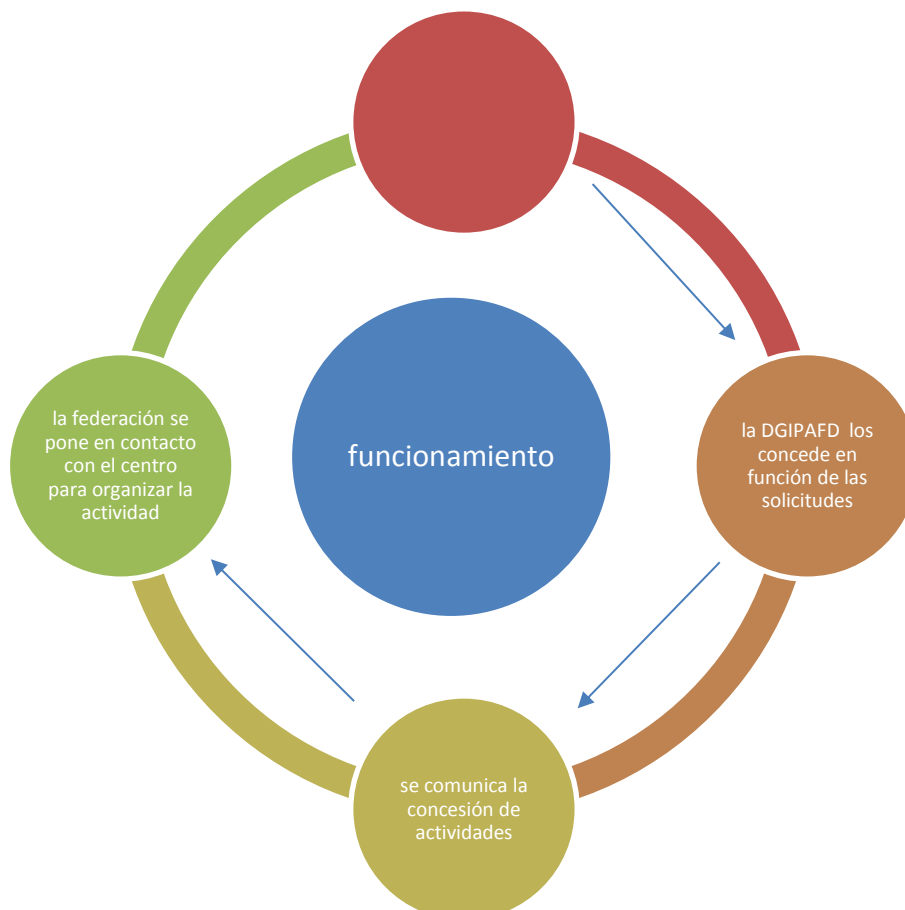 la federación se
pone en contacto
con el centro
para organizar la
actividad
funcionamiento
la DGIPAFD los
concede en
función de las
solicitudes
se comunica la
concesión de
actividades